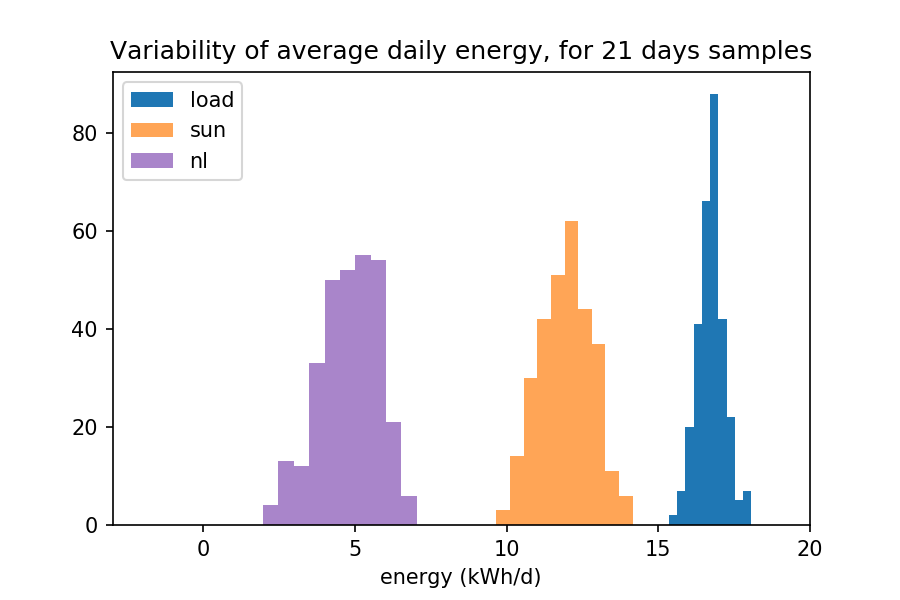 Variability of average daily energy, for 21 days samples
load
sun
nl
80
60
40
20
0
0 5 10 15 20
energy (kWh/d)